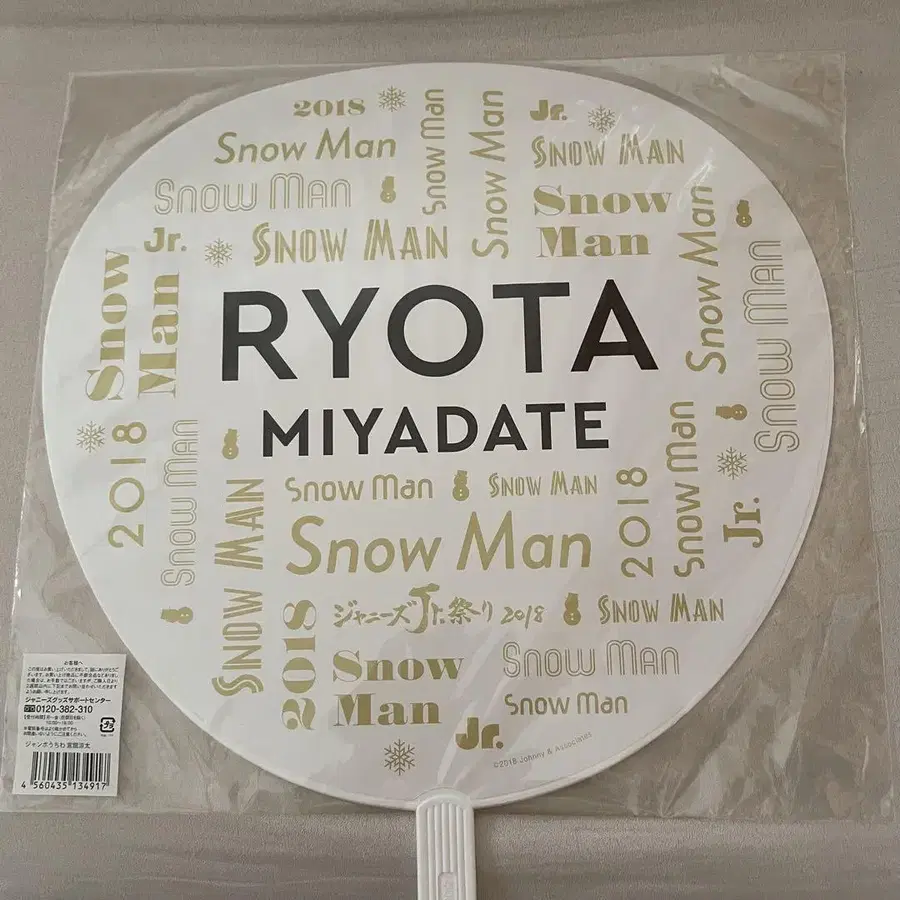 2018
Snow Man
Snow Man
Snow Man
Jr.
Snow Man
Snow Man
Jr.
Snow Man
Snow
Man
Snow Man
Snow Man
Snow
Man
RYOTA
MIYADATE
2018
Snow Man
Snow Man
Snow Man
Snow Man
Snow Man
2018
Snow Man
Jr.
2018
ジャニーズJr.祭り 2018
Snow Man
Snow
Man
Snow Man
Snow Man
Jr.
©2018 Johnny & Associates
お客様へ
ジャニーズグッズサポートセンター
0120-382-310
ジャンボうちわ 宮舘涼太
4 560435 134917